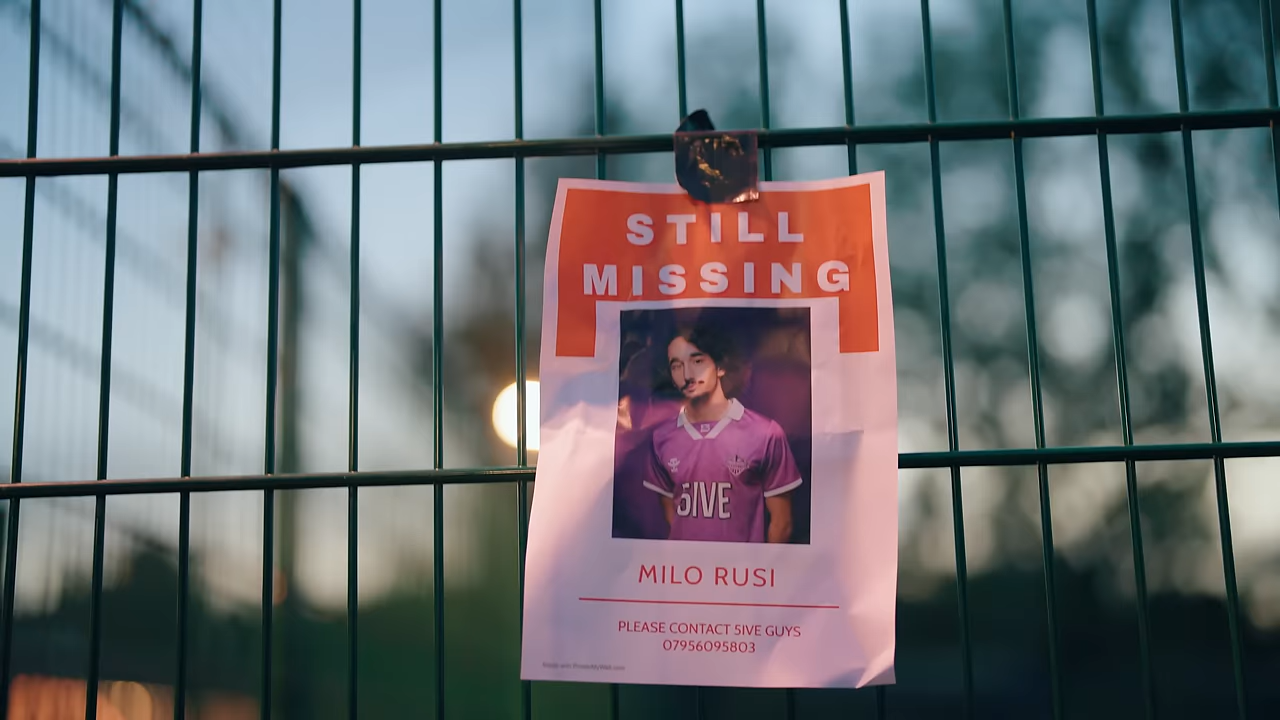 STILL
MISSING
5IVE
MILO RUSI
PLEASE CONTACT 5IVE GUYS
07956095803